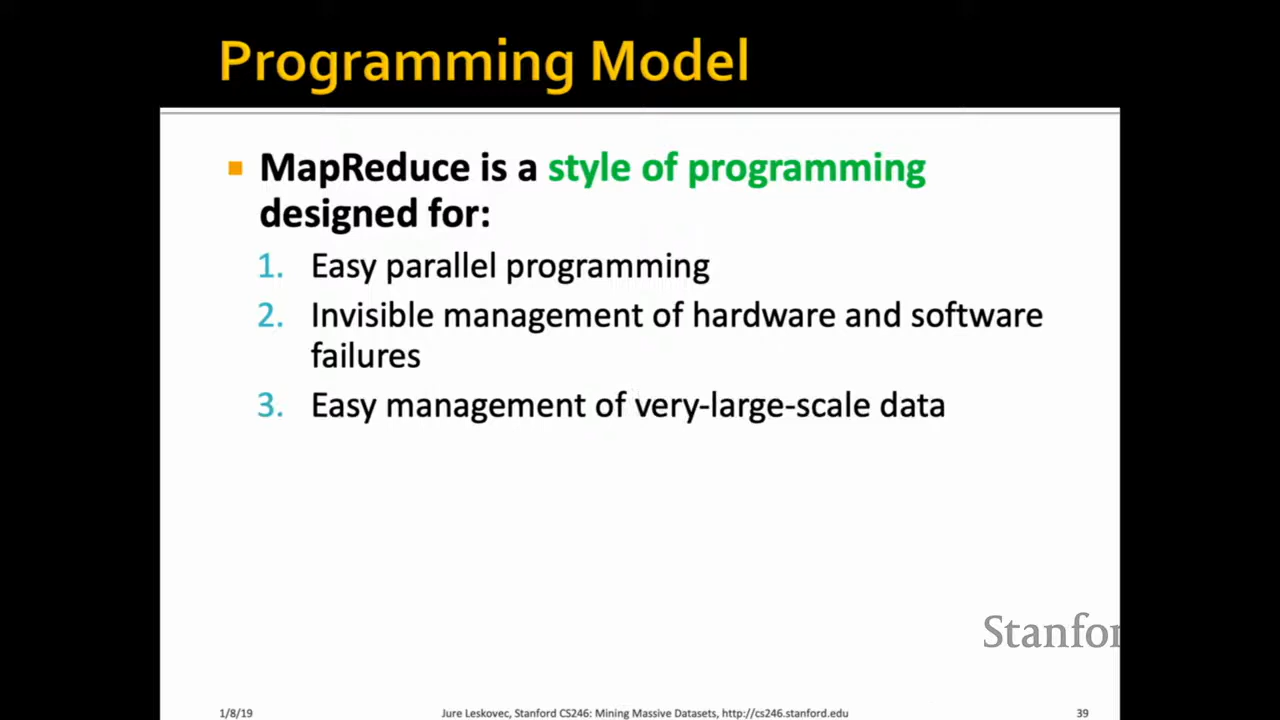 Programming Model
MapReduce is a style of programming
designed for:
1. Easy parallel programming
2. Invisible management of hardware and software
failures
3. Easy management of very-large-scale data
Stanfor
1/8/19 Jure Leskovec, Stanford CS246: Mining Massive Datasets, http://cs246.stanford.edu 39